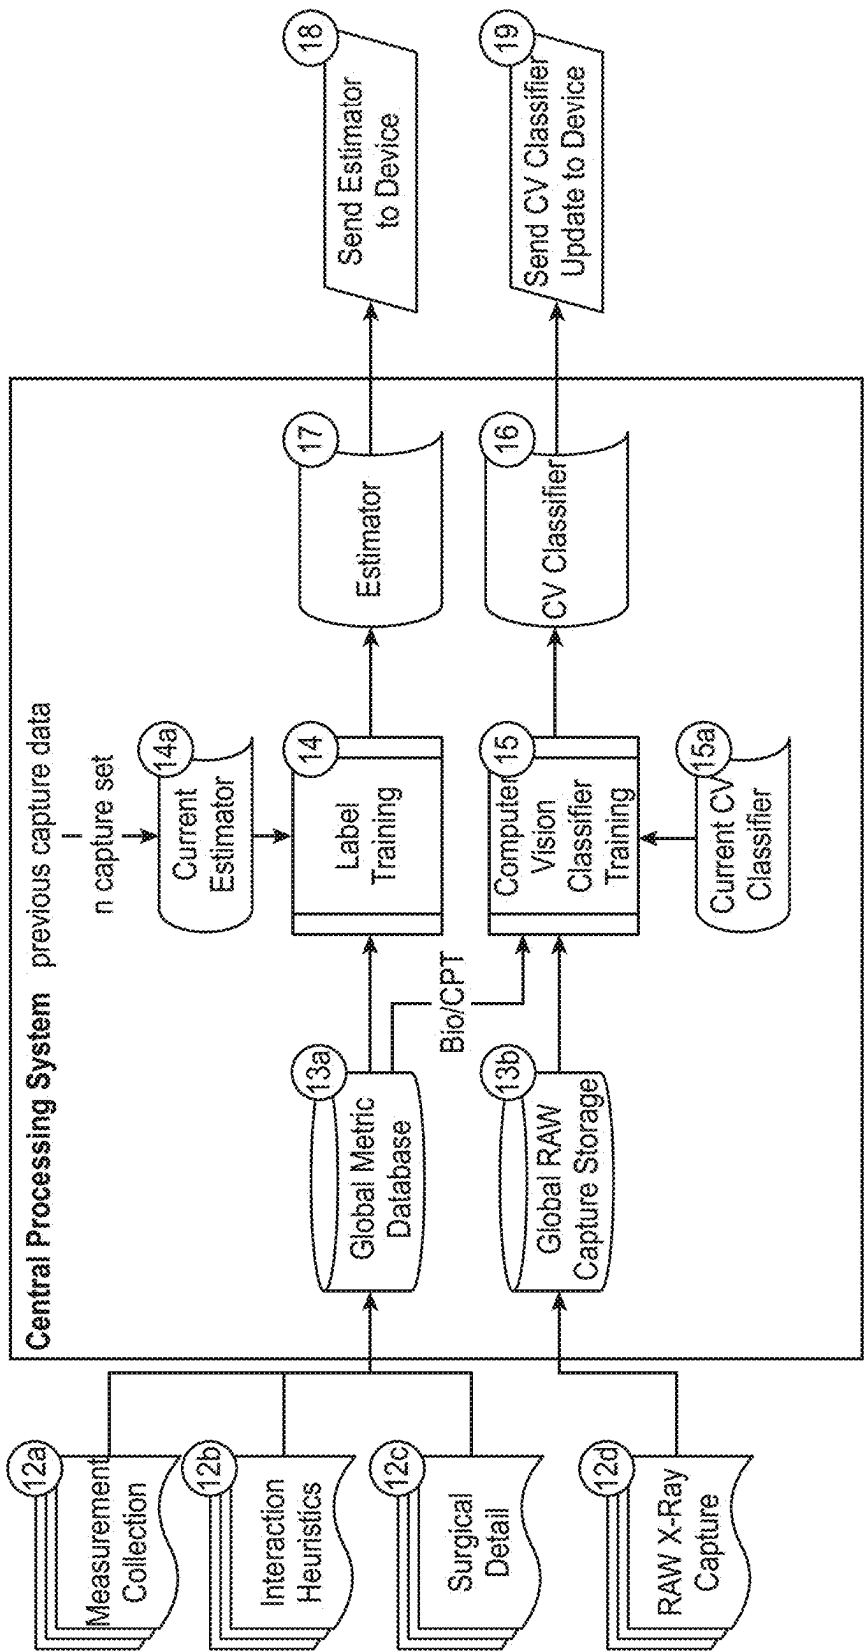 12a
Measurement
Collection
12b
Interaction
Heuristics
12c
Surgical
Detail
12d
RAW X-Ray
Capture
Central Processing System
previous capture data
n capture set
13a
Global Metric
Database
Bio/CPT
13b
Global RAW
Capture Storage
14a
Current
Estimator
14
Label
Training
15
Computer
Vision
Classifier
Training
15a
Current CV
Classifier
17
Estimator
16
CV Classifier
18
Send Estimator
to Device
19
Send CV Classifier
Update to Device